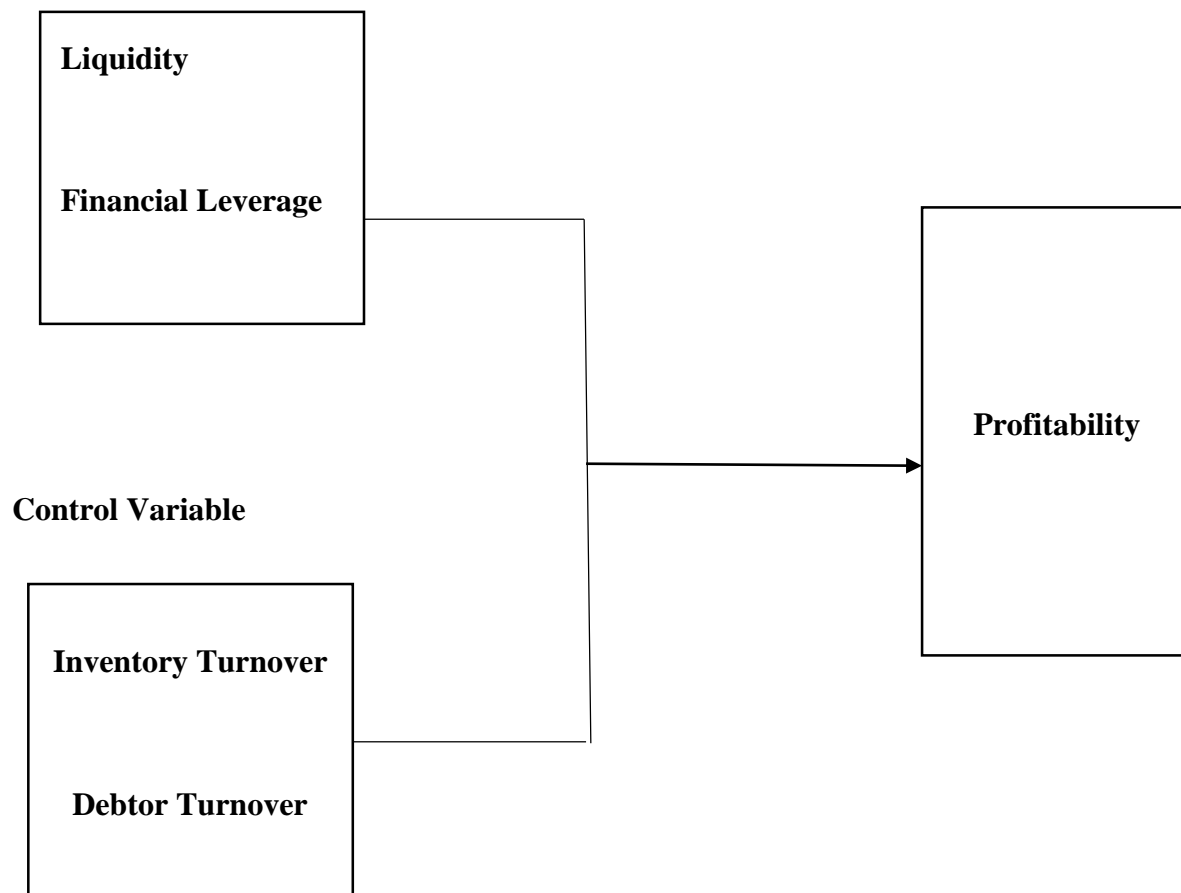 Liquidity
Financial Leverage
Profitability
Control Variable
Inventory Turnover
Debtor Turnover